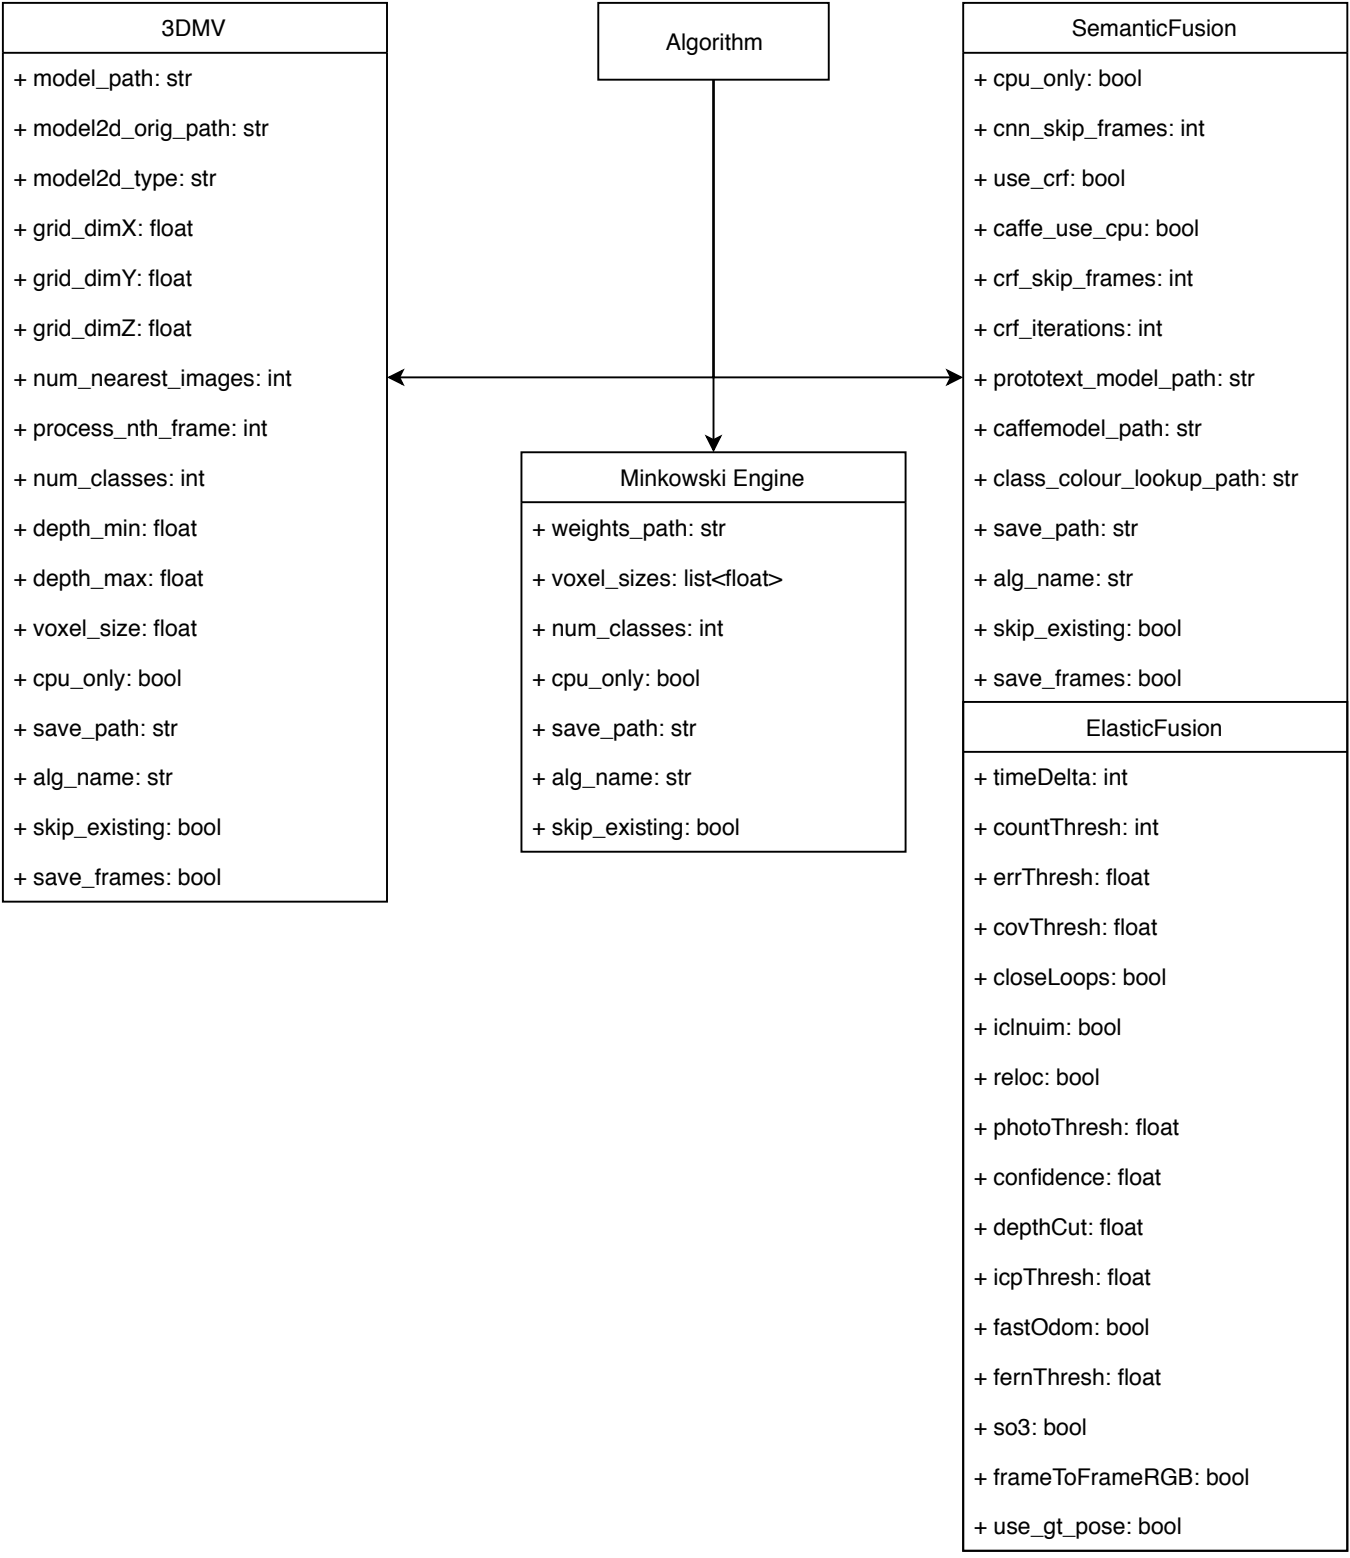 3DMV
+ model_path: str
+ model2d_orig_path: str
+ model2d_type: str
+ grid_dimX: float
+ grid_dimY: float
+ grid_dimZ: float
+ num_nearest_images: int
+ process_nth_frame: int
+ num_classes: int
+ depth_min: float
+ depth_max: float
+ voxel_size: float
+ cpu_only: bool
+ save_path: str
+ alg_name: str
+ skip_existing: bool
+ save_frames: bool
Algorithm
Minkowski Engine
+ weights_path: str
+ voxel_sizes: list<float>
+ num_classes: int
+ cpu_only: bool
+ save_path: str
+ alg_name: str
+ skip_existing: bool
SemanticFusion
+ cpu_only: bool
+ cnn_skip_frames: int
+ use_crf: bool
+ caffe_use_cpu: bool
+ crf_skip_frames: int
+ crf_iterations: int
+ prototext_model_path: str
+ caffemodel_path: str
+ class_colour_lookup_path: str
+ save_path: str
+ alg_name: str
+ skip_existing: bool
+ save_frames: bool
ElasticFusion
+ timeDelta: int
+ countThresh: int
+ errThresh: float
+ covThresh: float
+ closeLoops: bool
+ iclnuim: bool
+ reloc: bool
+ photoThresh: float
+ confidence: float
+ depthCut: float
+ icpThresh: float
+ fastOdom: bool
+ fernThresh: float
+ so3: bool
+ frameToFrameRGB: bool
+ use_gt_pose: bool